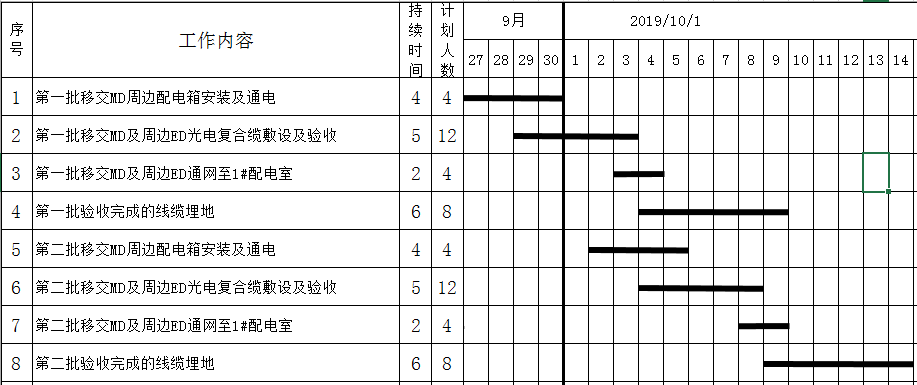 序号 工作内容 持续时间 计划人数 9月 2019/10/1
27 28 29 30 1 2 3 4 5 6 7 8 9 10 11 12 13 14
1 第一批移交MD周边配电箱安装及通电 4 4
2 第一批移交MD及周边ED光电复合缆敷设及验收 5 12
3 第一批移交MD及周边ED通网至1#配电室 2 4
4 第一批验收完成的线缆埋地 6 8
5 第二批移交MD周边配电箱安装及通电 4 4
6 第二批移交MD及周边ED光电复合缆敷设及验收 5 12
7 第二批移交MD及周边ED通网至1#配电室 2 4
8 第二批验收完成的线缆埋地 6 8